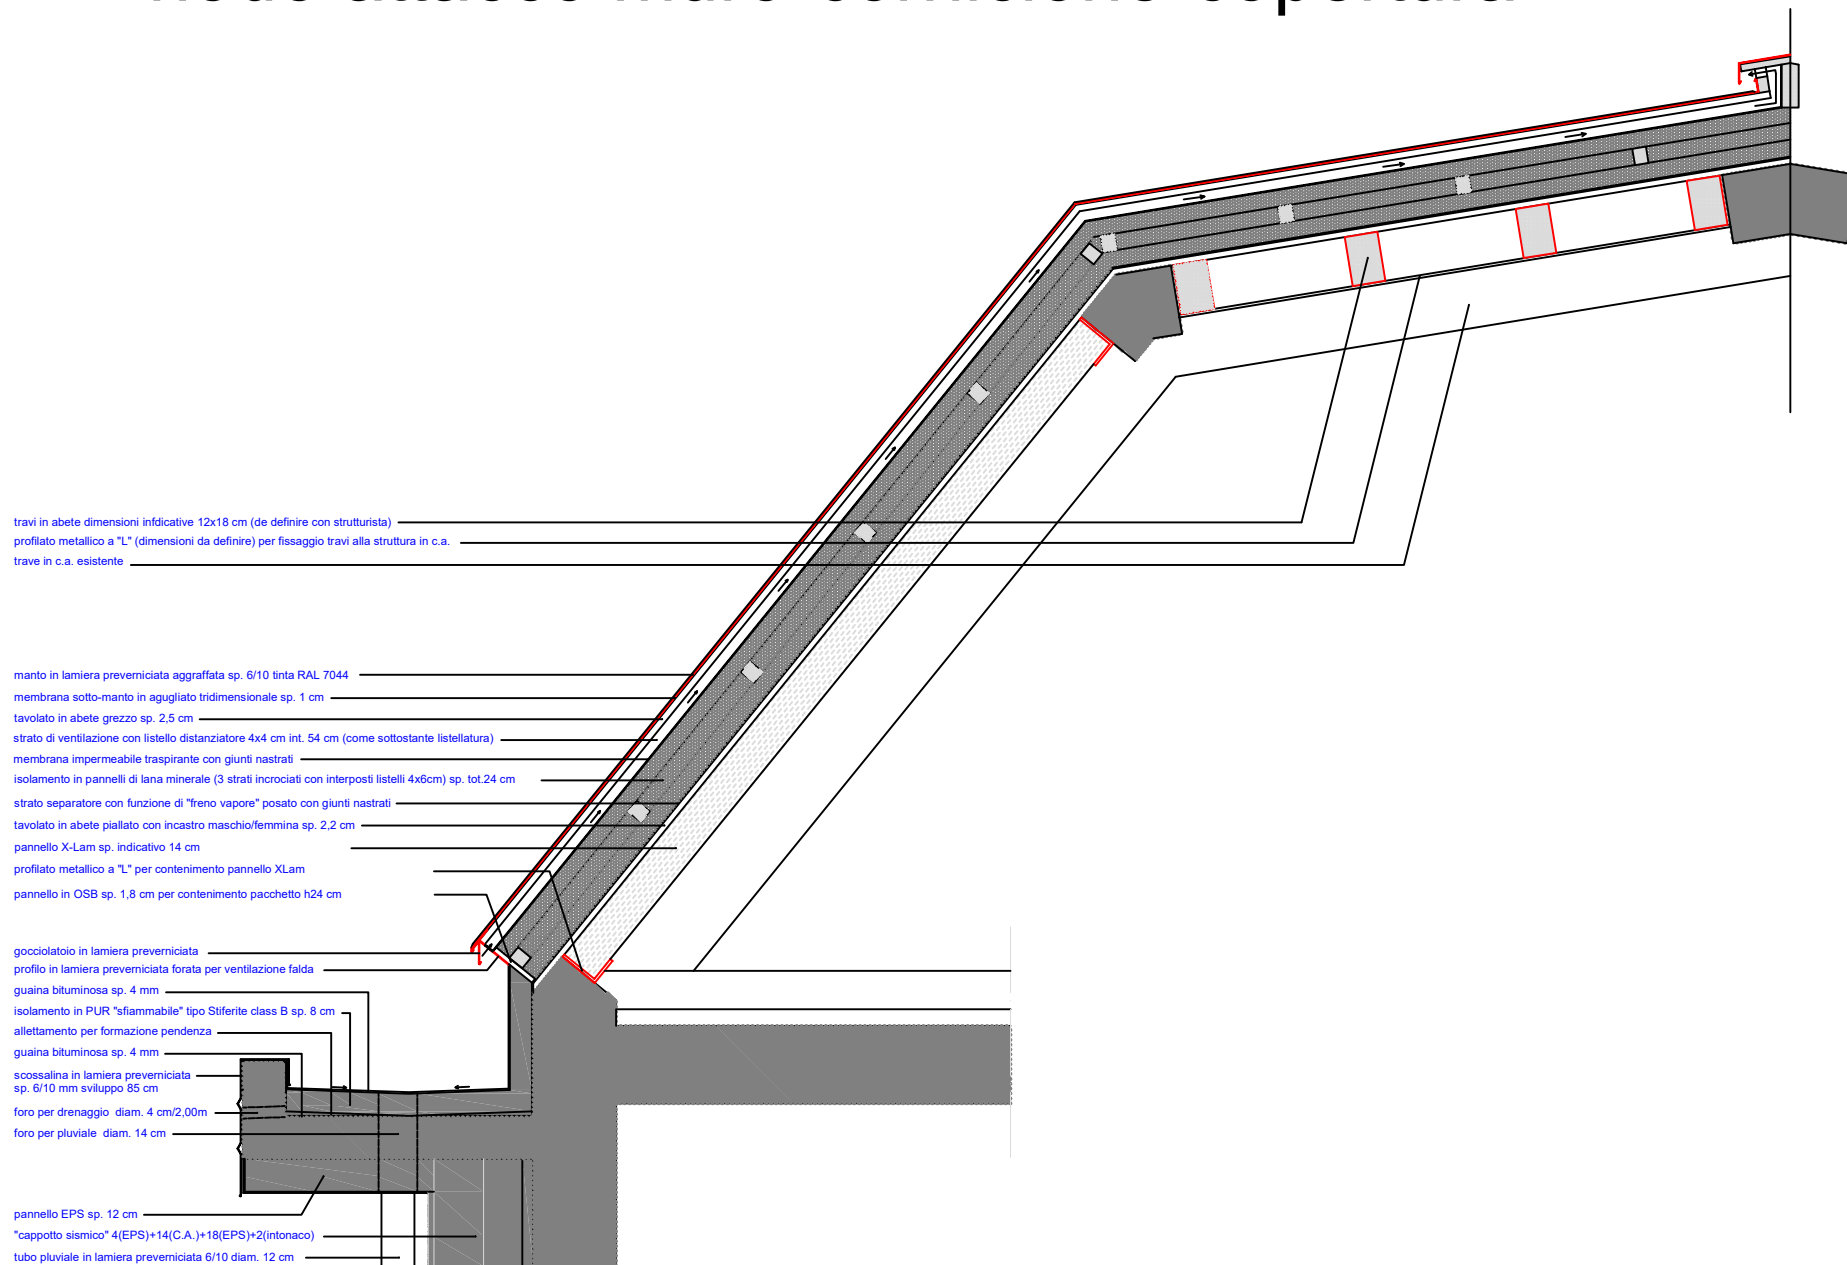 nodo attacco muro-cornicione-copertura
travi in abete dimensioni infdicative 12x18 cm (de definire con strutturista)
profilato metallico a "L" (dimensioni da definire) per fissaggio travi alla struttura in c.a.
trave in c.a. esistente
manto in lamiera preverniciata aggraffata sp. 6/10 tinta RAL 7044
membrana sotto-manto in agugliato tridimensionale sp. 1 cm
tavolato in abete grezzo sp. 2,5 cm
strato di ventilazione con listello distanziatore 4x4 cm int. 54 cm (come sottostante listellatura)
membrana impermeabile traspirante con giunti nastrati
isolamento in pannelli di lana minerale (3 strati incrociati con interposti listelli 4x6cm) sp. tot.24 cm
strato separatore con funzione di "freno vapore" posato con giunti nastrati
tavolato in abete piallato con incastro maschio/femmina sp. 2,2 cm
pannello X-Lam sp. indicativo 14 cm
profilato metallico a "L" per contenimento pannello XLam
pannello in OSB sp. 1,8 cm per contenimento pacchetto h24 cm
gocciolatoio in lamiera preverniciata
profilo in lamiera preverniciata forata per ventilazione falda
guaina bituminosa sp. 4 mm
isolamento in PUR "sfiammabile" tipo Stiferite class B sp. 8 cm
allettamento per formazione pendenza
guaina bituminosa sp. 4 mm
scossalina in lamiera preverniciata
sp. 6/10 mm sviluppo 85 cm
foro per drenaggio diam. 4 cm/2,00m
foro per pluviale diam. 14 cm
pannello EPS sp. 12 cm
"cappotto sismico" 4(EPS)+14(C.A.)+18(EPS)+2(intonaco)
tubo pluviale in lamiera preverniciata 6/10 diam. 12 cm